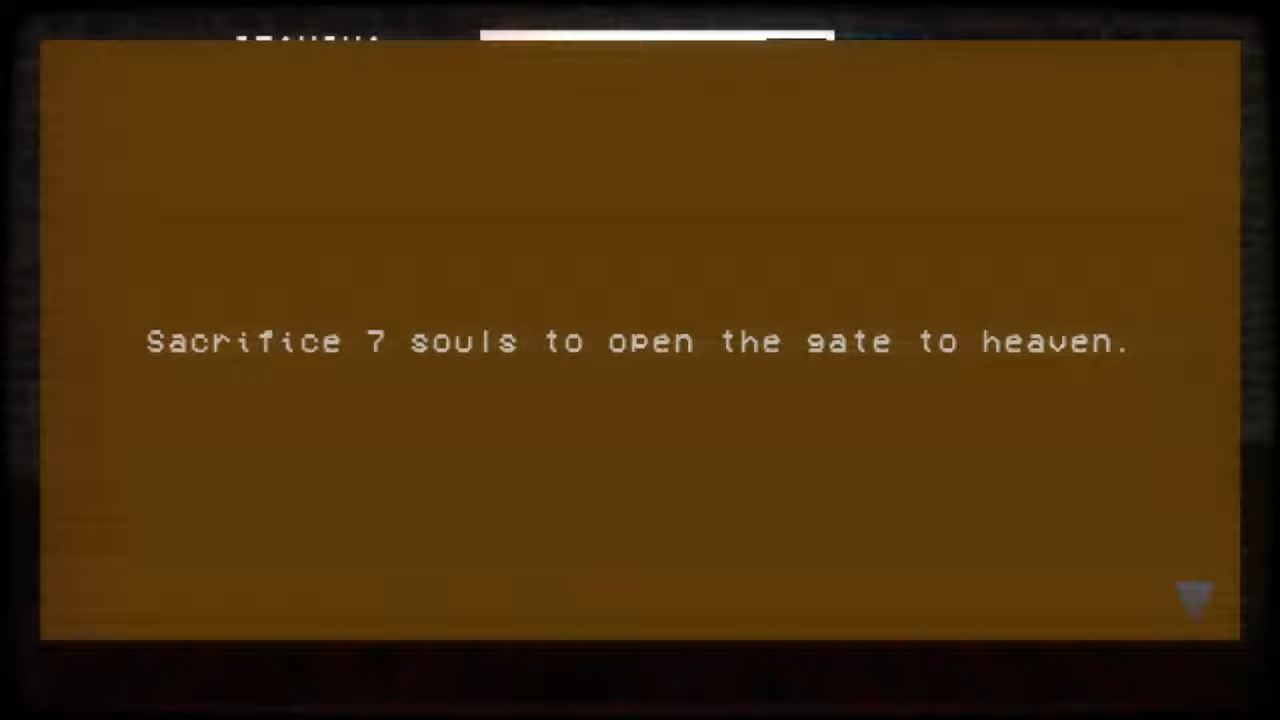 Sacrifice 7 souls to open the gate to heaven.